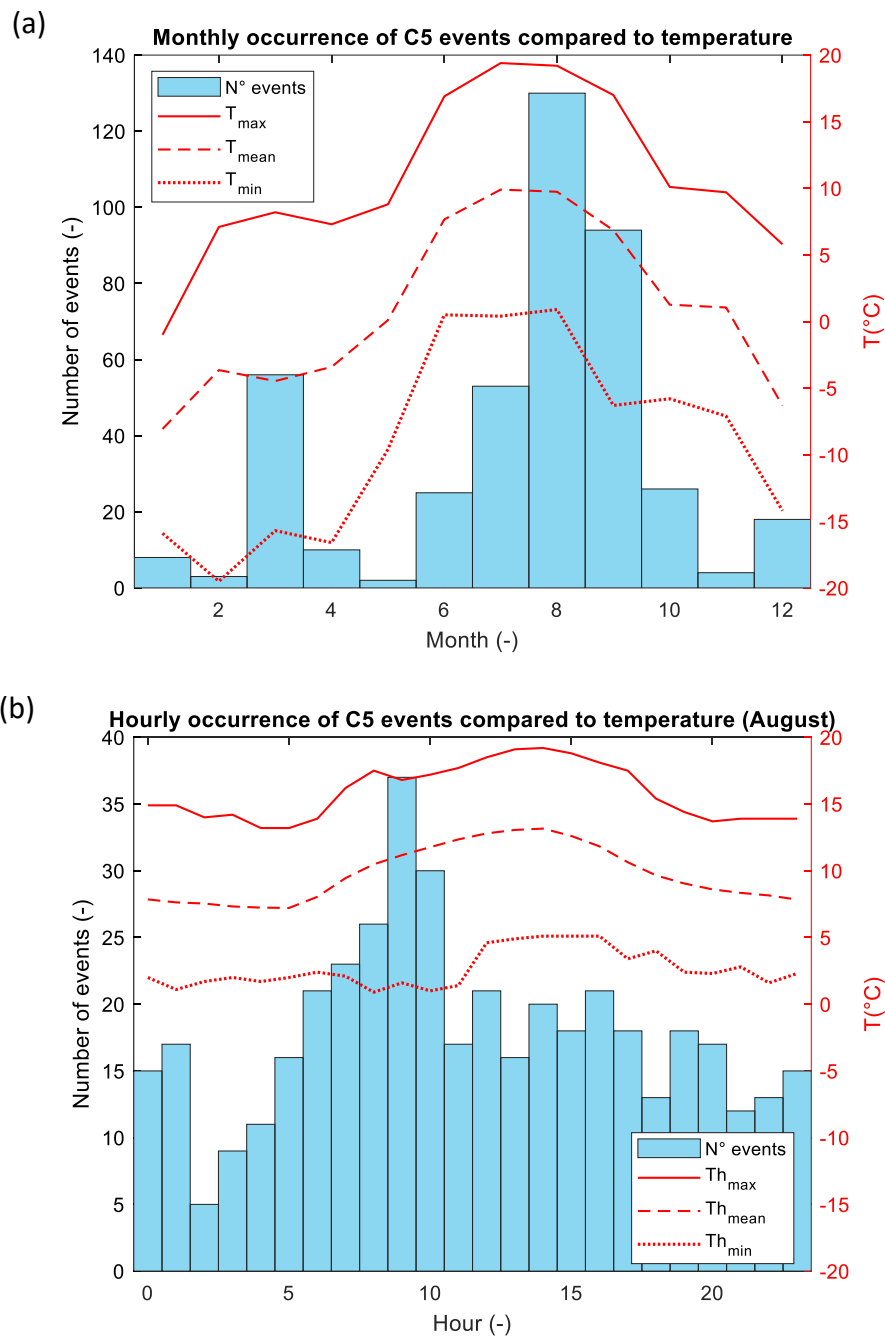 (a)
Monthly occurrence of C5 events compared to temperature
N° events
T_max
T_mean
T_min
Number of events (-)
140
120
100
80
60
40
20
0
20
15
10
5
0
-5
-10
-15
-20
T(°C)
2 4 6 8 10 12
Month (-)
(b)
Hourly occurrence of C5 events compared to temperature (August)
Number of events (-)
40
35
30
25
20
15
10
5
0
20
15
10
5
0
-5
-10
-15
-20
T(°C)
N° events
Th_max
Th_mean
Th_min
0 5 10 15 20
Hour (-)